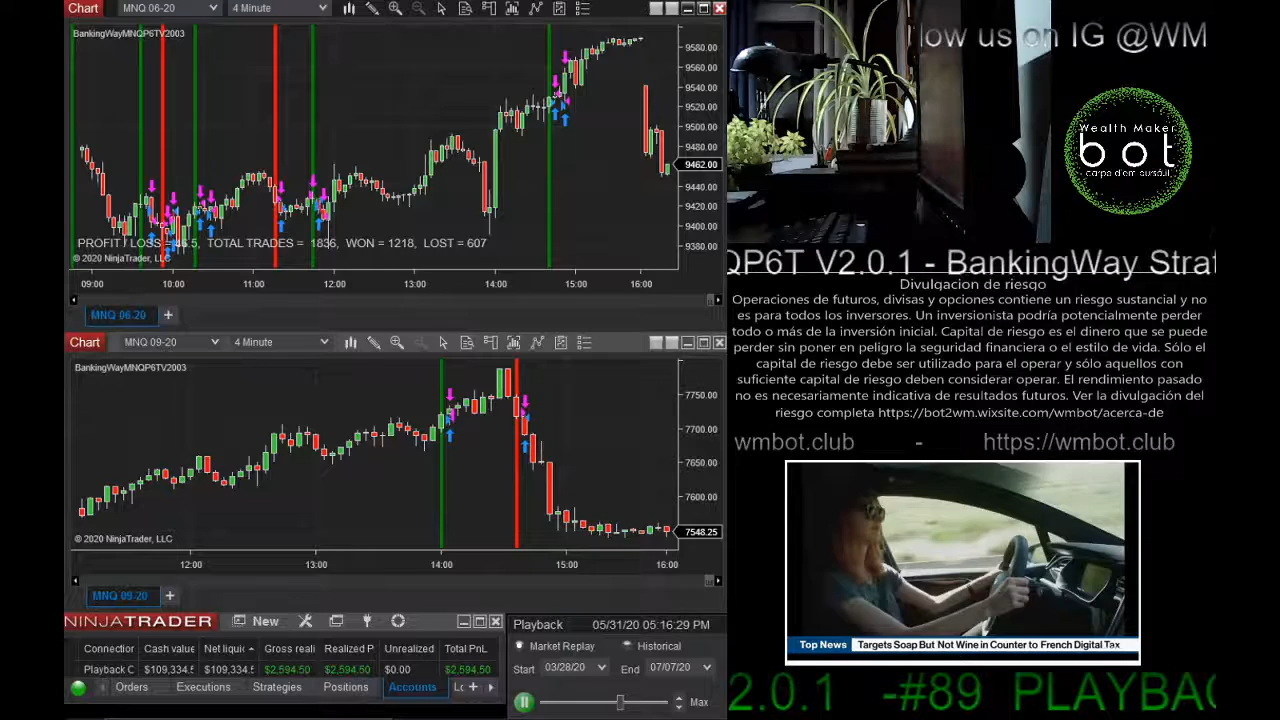 Chart MNQ 06-20 4 Minute
BankingWayMNQP6TV2003
9580.00
9560.00
9540.00
9520.00
9500.00
9480.00
9462.00
9440.00
9420.00
9400.00
9380.00
TOTAL TRADES = 1836, WON = 1218, LOST = 607
© 2020 NinjaTrader, LLC
09:00 10:00 11:00 12:00 13:00 14:00 15:00 16:00
MNQ 06.20 +
Chart MNQ 09-20 4 Minute
BankingWayMNQP6TV2003
7750.00
7700.00
7650.00
7600.00
7548.25
© 2020 NinjaTrader, LLC
12:00 13:00 14:00 15:00 16:00
MNQ 09-20 +
NINJATRADER New
Connection Cash value Net liquid Gross reali Realized P Unrealized Total PnL
Playback C $109,334.5 $109,334.5 $2,594.50 $2,594.50 $0.00 $2,594.50
Orders Executions Strategies Positions Accounts
Playback 05/31/20 05:16:29 PM
Market Replay Historical
Start 03/28/20 End 07/07/20
Max
low us on IG @WM
Wealth Maker
bot
QP6T V2.0.1 - BankingWay Strat
Divulgacion de riesgo
Operaciones de futuros, divisas y opciones contiene un riesgo sustancial y no
es para todos los inversores. Un inversionista podría potencialmente perder
todo o más de la inversión inicial. Capital de riesgo es el dinero que se puede
perder sin poner en peligro la seguridad financiera o el estilo de vida. Sólo el
capital de riesgo debe ser utilizado para el operar y sólo aquellos con
suficiente capital de riesgo deben considerar operar. El rendimiento pasado
no es necesariamente indicativa de resultados futuros. Ver la divulgación del
riesgo completa https://bot2wm.wixsite.com/wmbot/acerca-de
wmbot.club - https://wmbot.club
Top News Targets Soap But Not Wine in Counter to French Digital Tax
2.0.1 -#89 PLAYBAC